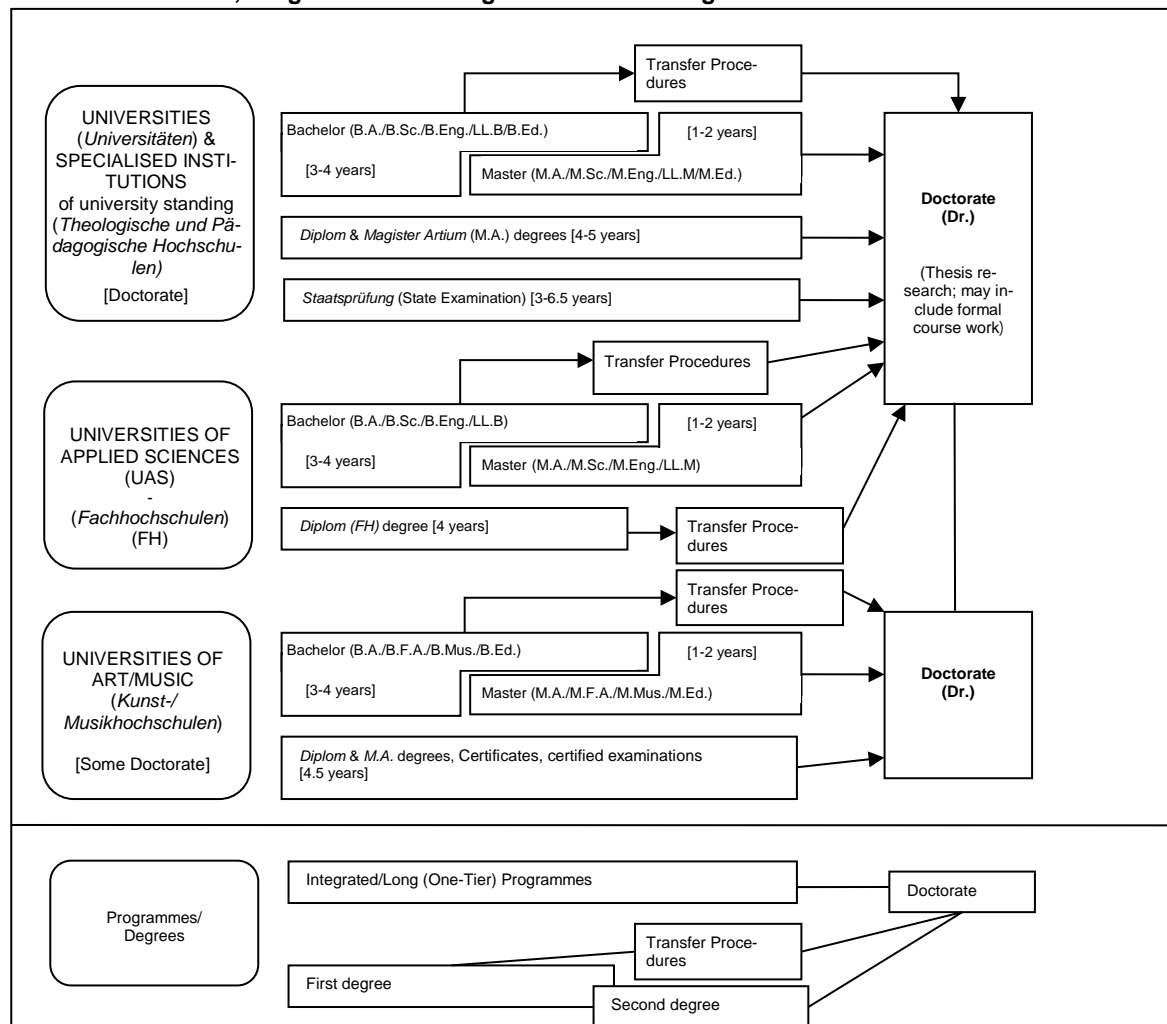 Transfer Proce-
dures
UNIVERSITIES
(Universitäten) &
SPECIALISED INSTI-
TUTIONS
of university standing
(Theologische und Pä-
dagogische Hochschu-
len)
[Doctorate]
Bachelor (B.A./B.Sc./B.Eng./LL.B/B.Ed.)
[3-4 years]
[1-2 years]
Master (M.A./M.Sc./M.Eng./LL.M/M.Ed.)
Diplom & Magister Artium (M.A.) degrees [4-5 years]
Staatsprüfung (State Examination) [3-6.5 years]
Doctorate
(Dr.)
(Thesis re-
search; may in-
clude formal
course work)
Transfer Procedures
UNIVERSITIES OF
APPLIED SCIENCES
(UAS)
-
(Fachhochschulen)
(FH)
Bachelor (B.A./B.Sc./B.Eng./LL.B)
[3-4 years]
[1-2 years]
Master (M.A./M.Sc./M.Eng./LL.M)
Diplom (FH) degree [4 years]
Transfer Proce-
dures
Transfer Proce-
dures
UNIVERSITIES OF
ART/MUSIC
(Kunst-/
Musikhochschulen)
[Some Doctorate]
Bachelor (B.A./B.F.A./B.Mus./B.Ed.)
[3-4 years]
[1-2 years]
Master (M.A./M.F.A./M.Mus./M.Ed.)
Diplom & M.A. degrees, Certificates, certified examinations
[4.5 years]
Doctorate
(Dr.)
Programmes/
Degrees
Integrated/Long (One-Tier) Programmes
Doctorate
Transfer Proce-
dures
First degree
Second degree